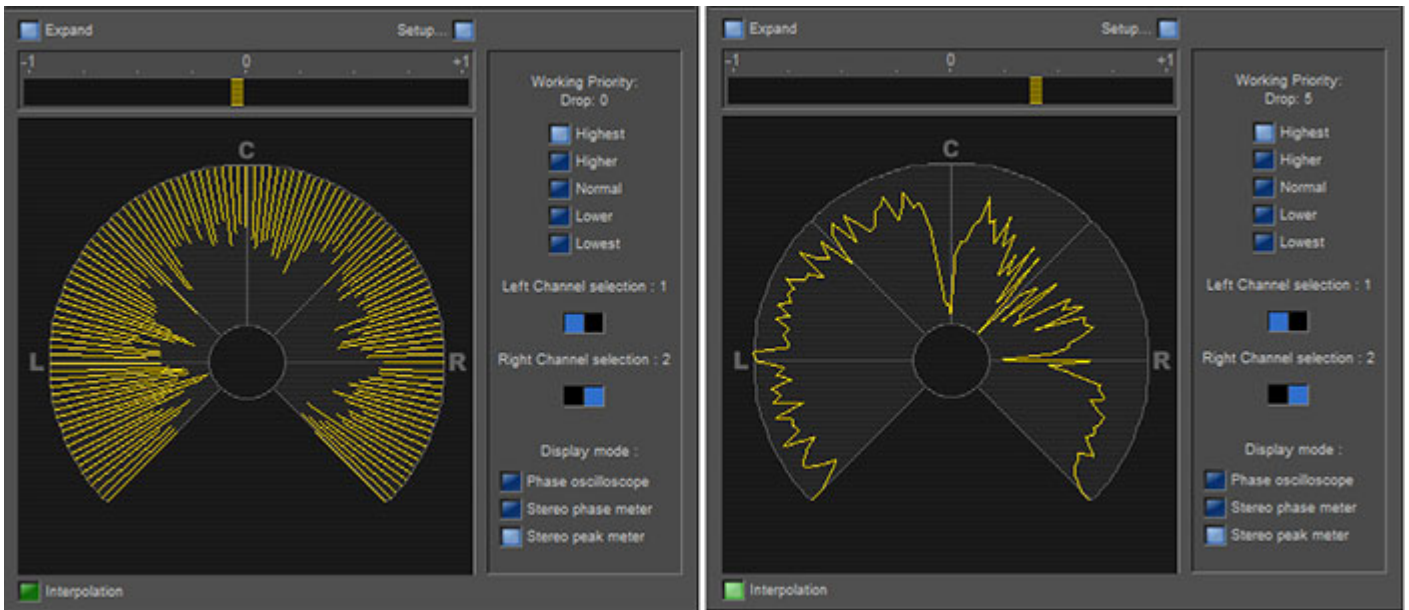 Expand Setup...
-1 0 +1
Working Priority:
Drop: 0
Highest
Higher
Normal
Lower
Lowest
C
L
R
Left Channel selection : 1
Right Channel selection : 2
Display mode :
Phase oscilloscope
Stereo phase meter
Stereo peak meter
Interpolation
Expand Setup...
-1 0 +1
Working Priority:
Drop: 5
Highest
Higher
Normal
Lower
Lowest
C
L
R
Left Channel selection : 1
Right Channel selection : 2
Display mode :
Phase oscilloscope
Stereo phase meter
Stereo peak meter
Interpolation